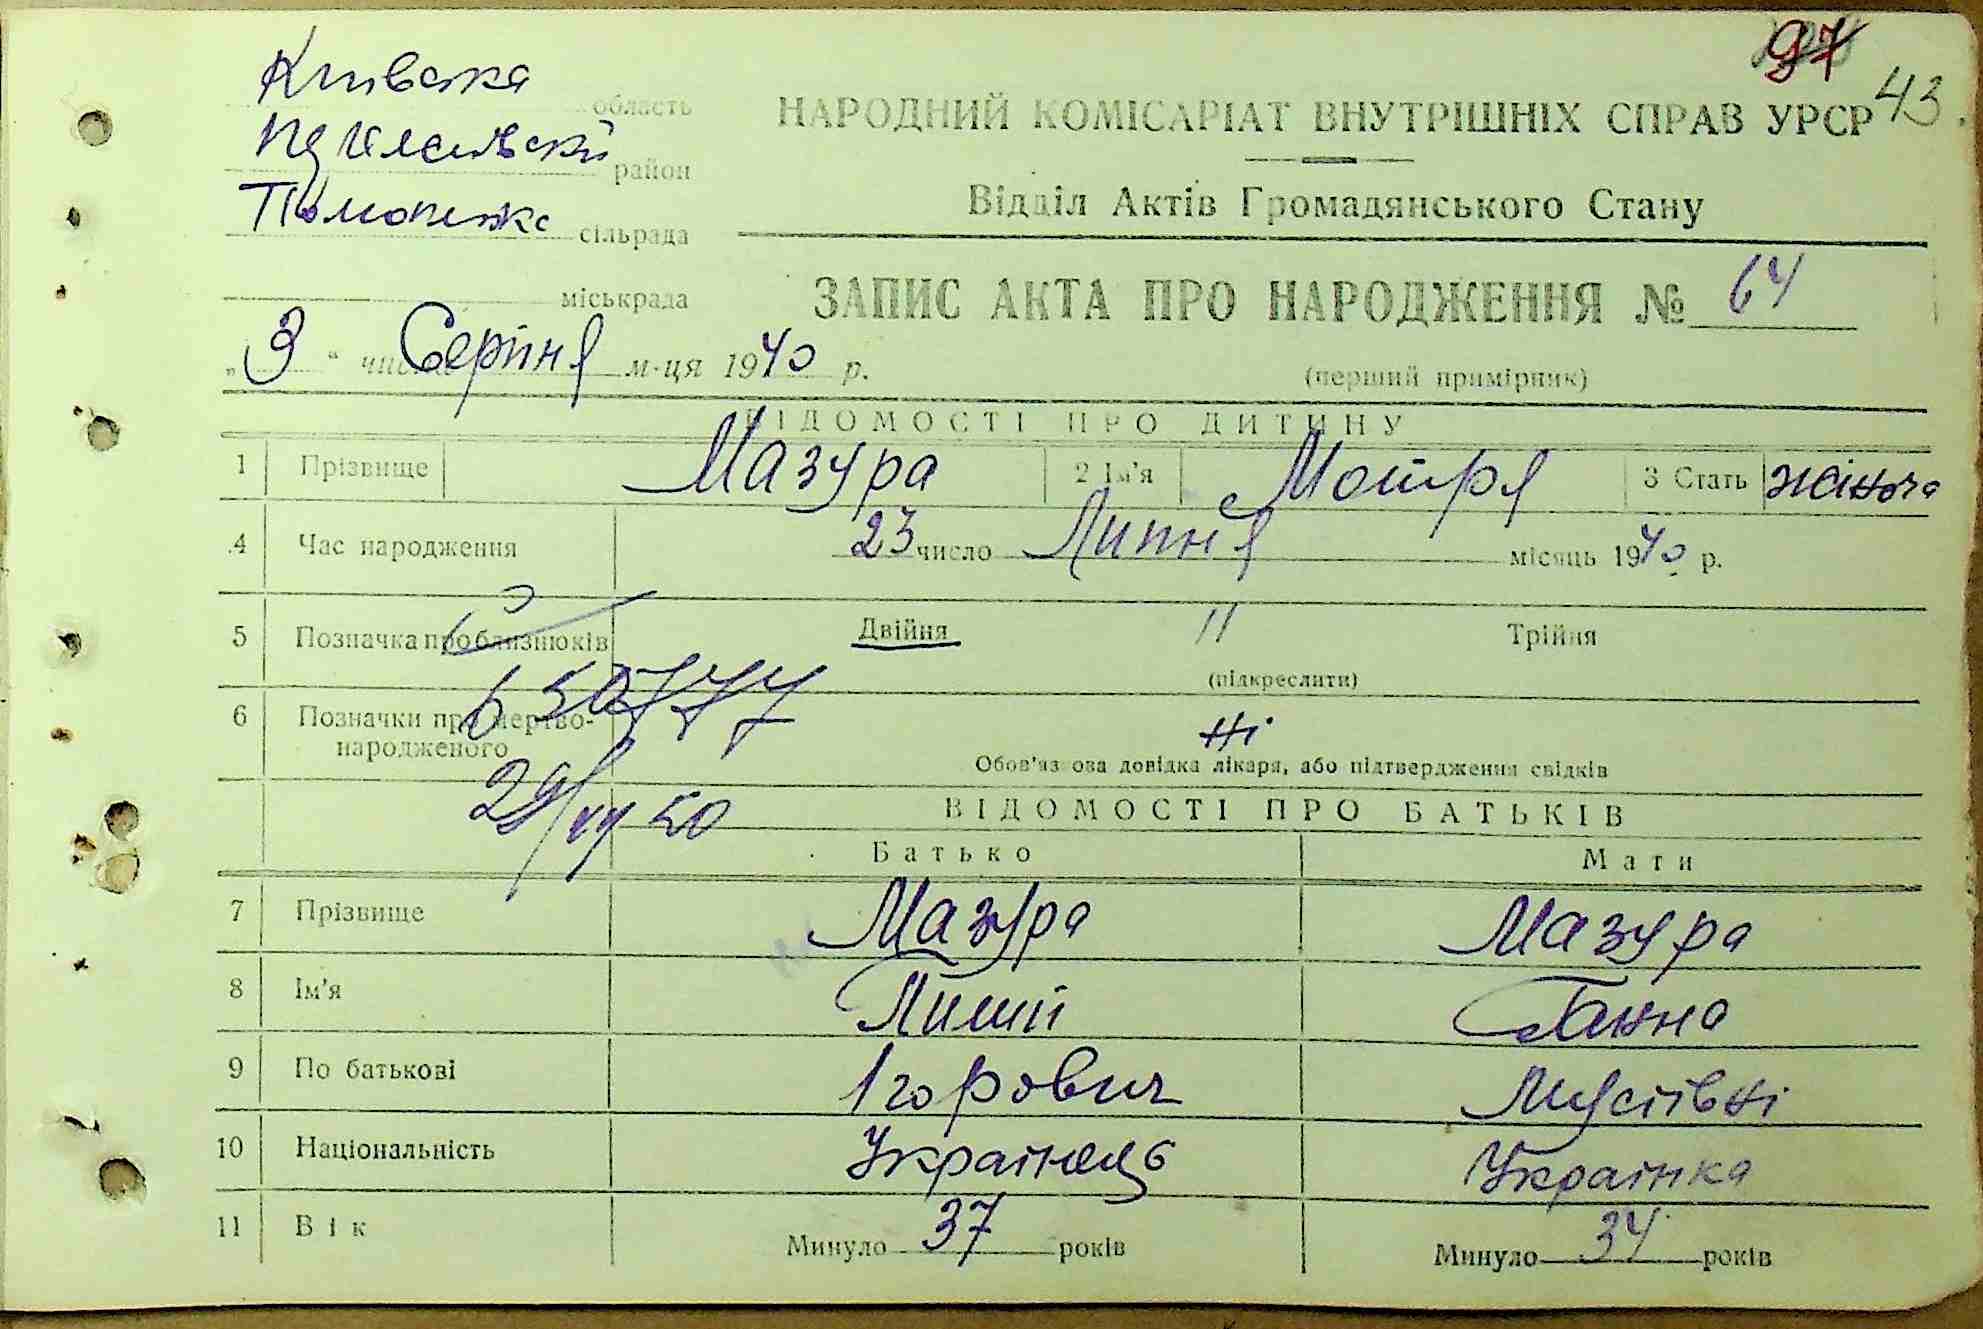 97
43.
Київська область
район
сільрада
міськрада
НАРОДНИЙ КОМІСАРІАТ ВНУТРІШНІХ СПРАВ УРСР
Відділ Актів Громадянського Стану
ЗАПИС АКТА ПРО НАРОДЖЕННЯ № 64
„3“ числа Серпня м-ця 1940 р.
(перший примірник)
ВІДОМОСТІ ПРО ДИТИНУ
1 Прізвище Мазура 2 Ім'я Мотря 3 Стать жіноча
4 Час народження 23 число Липня місяць 1940 р.
5 Позначка про близнюків Двійня " Трійня
(підкреслити)
6 Позначки про мертво-
народженого Ні
Обов'язкова довідка лікаря, або підтвердження свідків
ВІДОМОСТІ ПРО БАТЬКІВ
Батько Мати
7 Прізвище Мазура Мазура
8 Ім'я Ганна
9 По батькові Ігорович
10 Національність Українець Українка
11 Вік Минуло 37 років Минуло 34 років